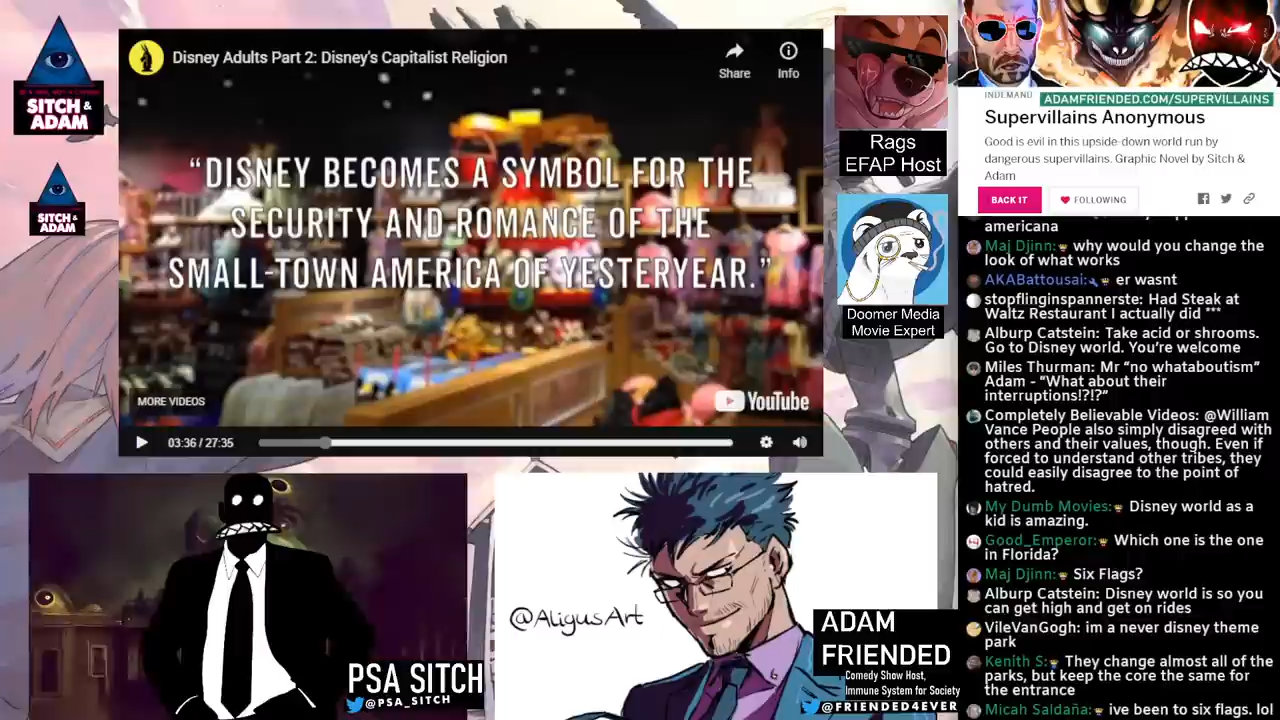 SITCH &
ADAM
SITCH &
ADAM
Disney Adults Part 2: Disney's Capitalist Religion
Share
Info
“DISNEY BECOMES A SYMBOL FOR THE
SECURITY AND ROMANCE OF THE
SMALL-TOWN AMERICA OF YESTERYEAR.”
MORE VIDEOS
YouTube
03:36 / 27:35
Rags
EFAP Host
Doomer Media
Movie Expert
@AligusArt
PSA SITCH
@PSA_SITCH
ADAM
FRIENDED
Comedy Show Host,
Immune System for Society
@FRIENDED4EVER
INDEMAND
ADAMFRIENDED.COM/SUPERVILLAINS
Supervillains Anonymous
Good is evil in this upside-down world run by
dangerous supervillains. Graphic Novel by Sitch &
Adam
BACK IT
FOLLOWING
americana
Maj Djinn: why would you change the
look of what works
AKABattousai: er wasnt
stopflinginspannerste: Had Steak at
Waltz Restaurant I actually did ***
Alburp Catstein: Take acid or shrooms.
Go to Disney world. You’re welcome
Miles Thurman: Mr “no whataboutism”
Adam - "What about their
interruptions!?!?”
Completely Believable Videos: @William
Vance People also simply disagreed with
others and their values, though. Even if
forced to understand other tribes, they
could easily disagree to the point of
hatred.
My Dumb Movies: Disney world as a
kid is amazing.
Good_Emperor: Which one is the one
in Florida?
Maj Djinn: Six Flags?
Alburp Catstein: Disney world is so you
can get high and get on rides
VileVanGogh: im a never disney theme
park
Kenith S: They change almost all of the
parks, but keep the core the same for
the entrance
Micah Saldaña: ive been to six flags. lol